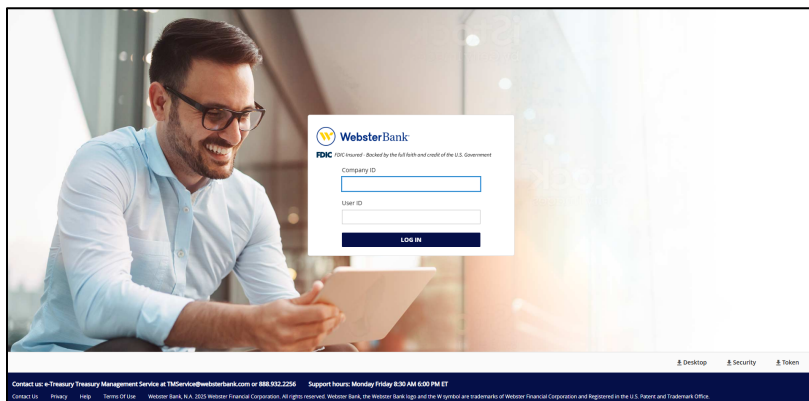 W WebsterBank
FDIC FDIC-Insured - Backed by the full faith and credit of the U.S. Government
Company ID
User ID
LOG IN
Desktop Security Token
Contact us: e-Treasury Treasury Management Service at TMService@websterbank.com or 888.932.2256 Support hours: Monday Friday 8:30 AM 6:00 PM ET
Contact Us Privacy Help Terms Of Use Webster Bank, N.A. 2025 Webster Financial Corporation. All rights reserved. Webster Bank, the Webster Bank logo and the W symbol are trademarks of Webster Financial Corporation and Registered in the U.S. Patent and Trademark Office.